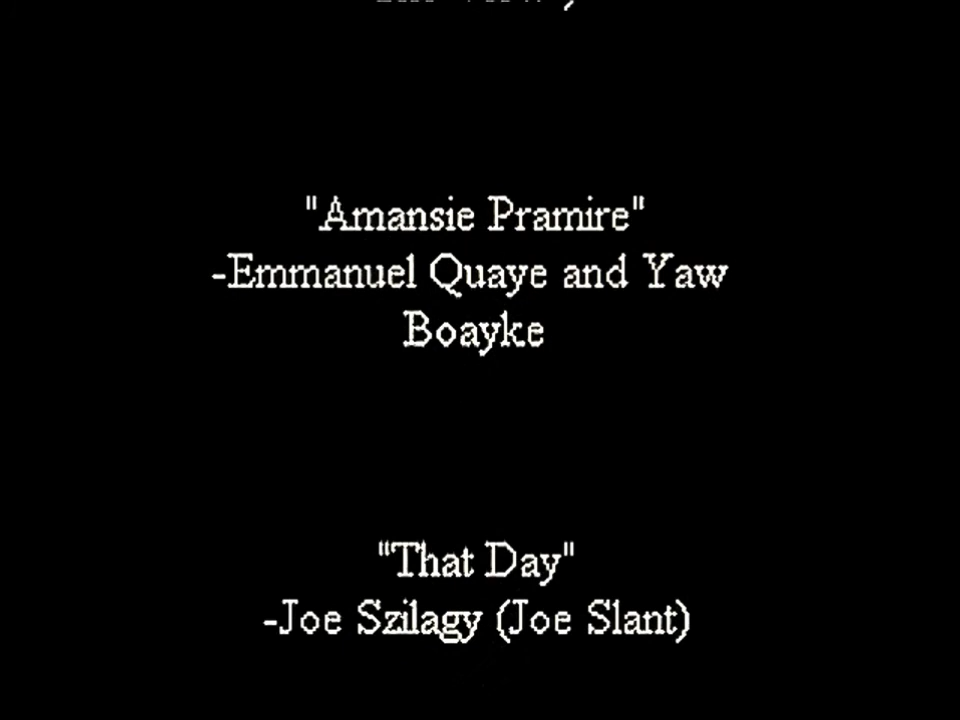 "Amansie Pramire"
-Emmanuel Quaye and Yaw
Boayke
"That Day"
-Joe Szilagy (Joe Slant)